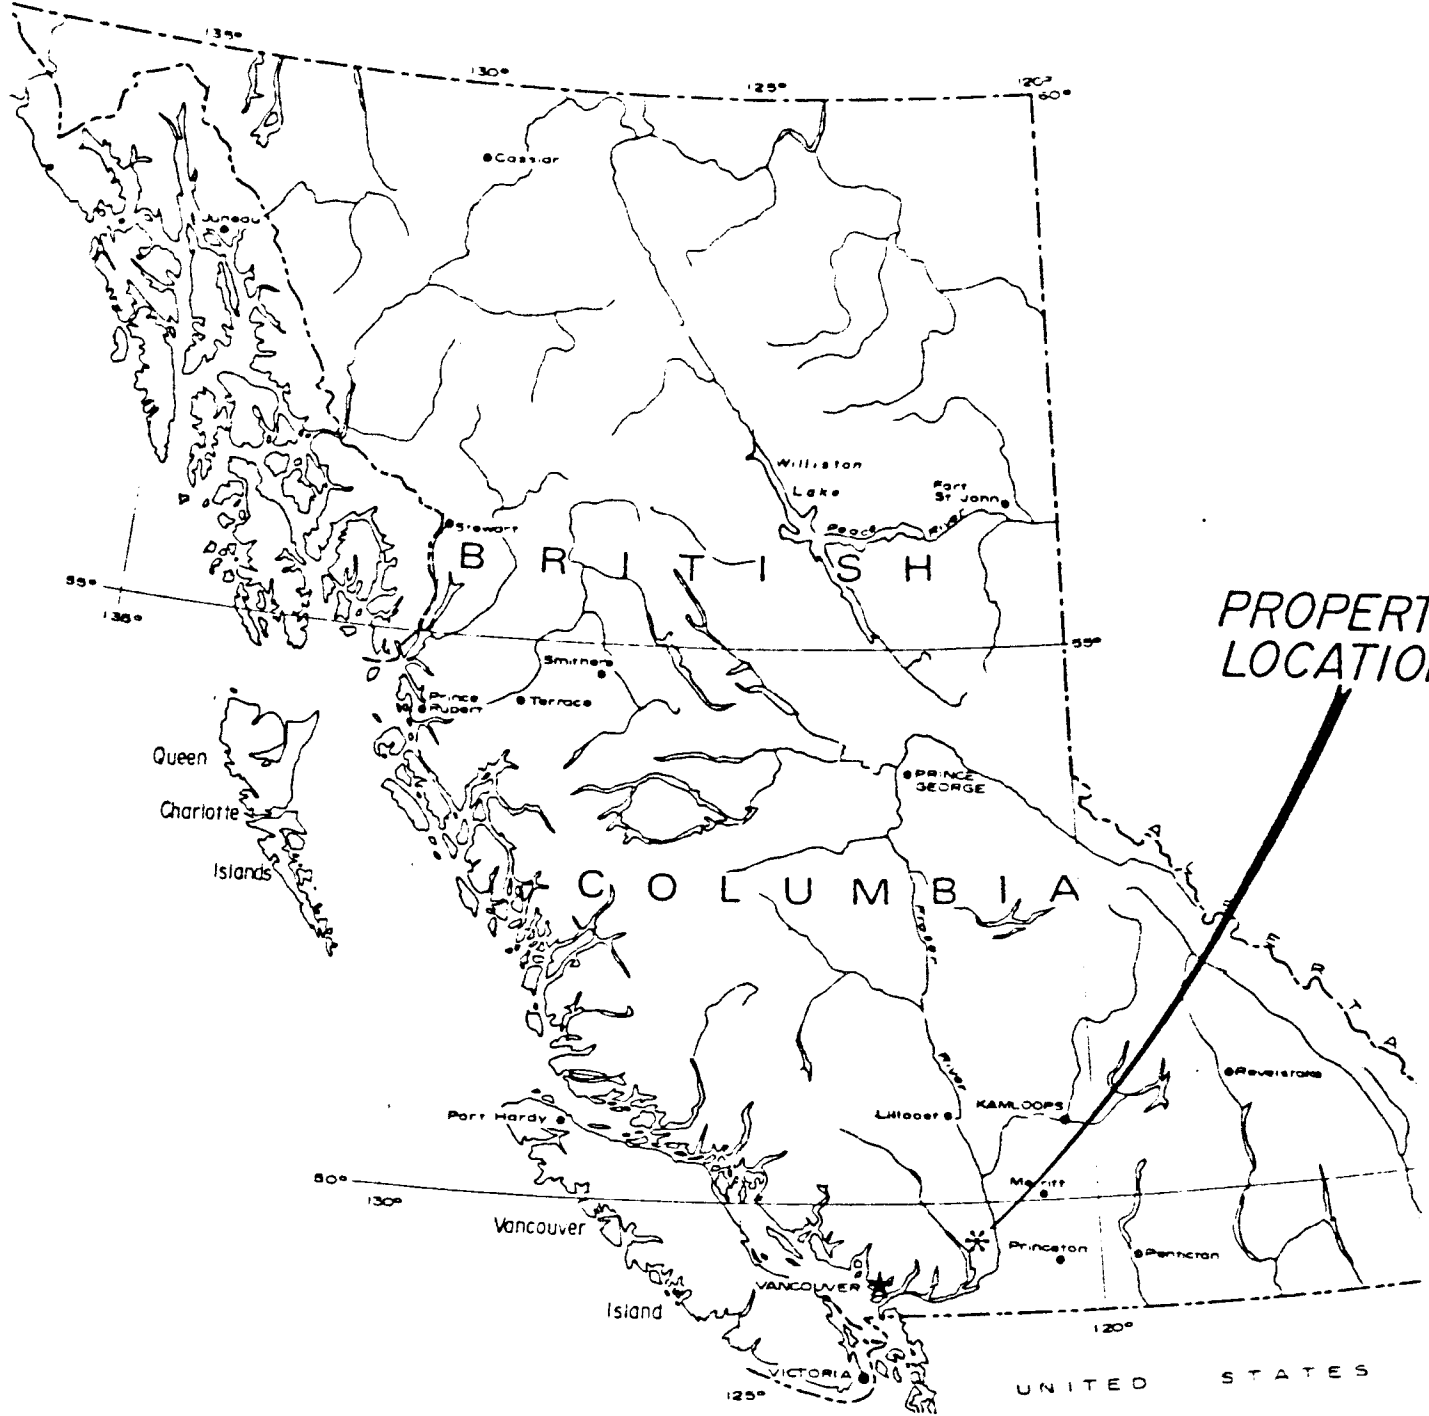 135°
130°
125°
120°
60°
Cassiar
Juneau
Williston
Lake
Fort
St John
Peace River
Stewart
BRITISH
55°
135°
55°
PROPERT
LOCATIO
Smithers
Prince
Rupert
Terrace
Queen
Charlotte
Islands
PRINCE
GEORGE
COLUMBIA
ALBERTA
Fraser
River
Revelstoke
Port Hardy
Lillooet
KAMLOOPS
50°
130°
Merritt
Vancouver
Island
Princeton
Penticton
VANCOUVER
120°
VICTORIA
125°
UNITED STATES